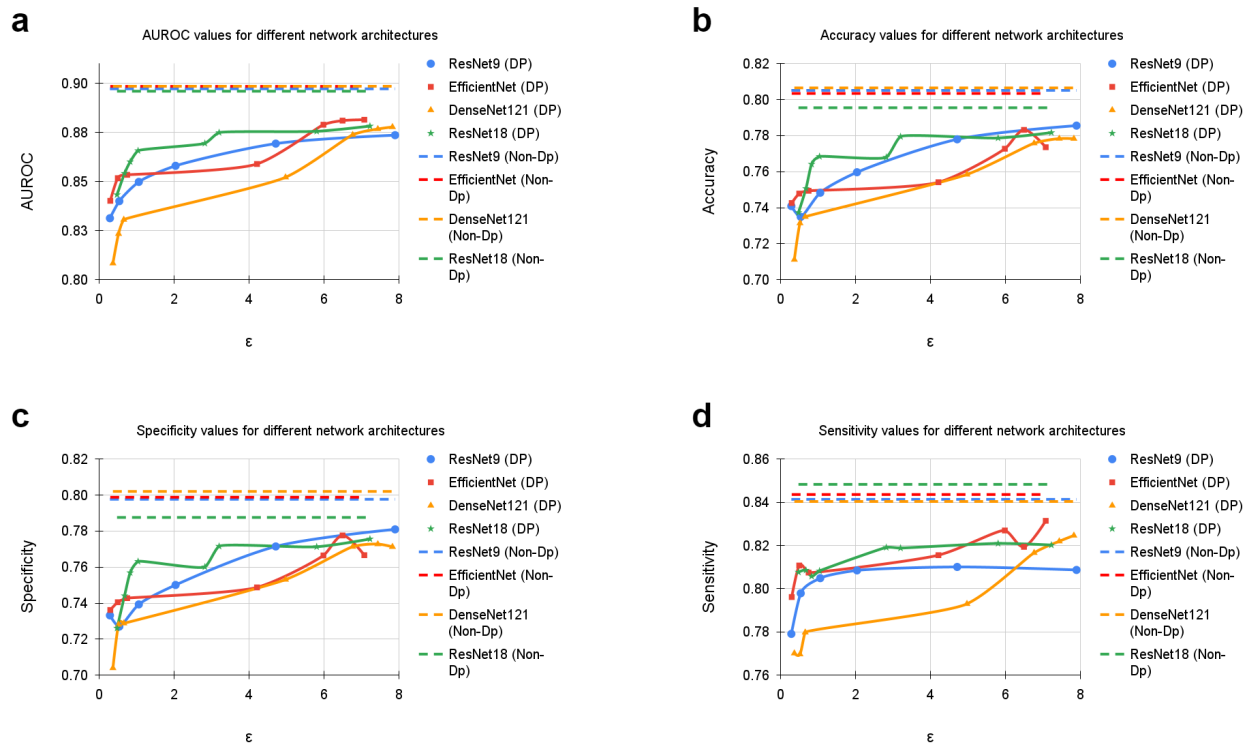 a
AUROC values for different network architectures
AUROC
0.90
0.88
0.85
0.83
0.80
0
2
4
6
8
ε
ResNet9 (DP)
EfficientNet (DP)
DenseNet121 (DP)
ResNet18 (DP)
ResNet9 (Non-Dp)
EfficientNet (Non-
Dp)
DenseNet121
(Non-Dp)
ResNet18 (Non-
Dp)
b
Accuracy values for different network architectures
Accuracy
0.82
0.80
0.78
0.76
0.74
0.72
0.70
0
2
4
6
8
ε
ResNet9 (DP)
EfficientNet (DP)
DenseNet121 (DP)
ResNet18 (DP)
ResNet9 (Non-Dp)
EfficientNet (Non-
Dp)
DenseNet121
(Non-Dp)
ResNet18 (Non-
Dp)
c
Specificity values for different network architectures
Specificity
0.82
0.80
0.78
0.76
0.74
0.72
0.70
0
2
4
6
8
ε
ResNet9 (DP)
EfficientNet (DP)
DenseNet121 (DP)
ResNet18 (DP)
ResNet9 (Non-Dp)
EfficientNet (Non-
Dp)
DenseNet121
(Non-Dp)
ResNet18 (Non-
Dp)
d
Sensitivity values for different network architectures
Sensitivity
0.86
0.84
0.82
0.80
0.78
0.76
0
2
4
6
8
ε
ResNet9 (DP)
EfficientNet (DP)
DenseNet121 (DP)
ResNet18 (DP)
ResNet9 (Non-Dp)
EfficientNet (Non-
Dp)
DenseNet121
(Non-Dp)
ResNet18 (Non-
Dp)